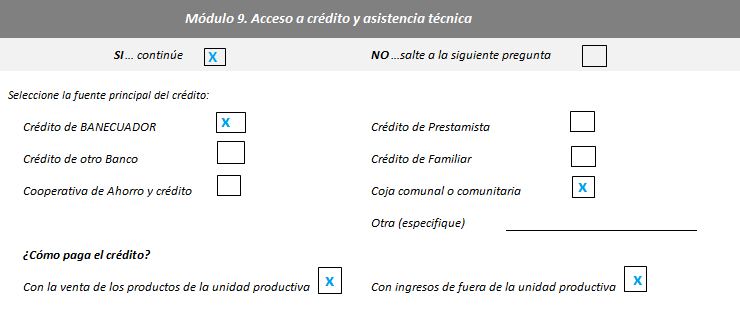 Módulo 9. Acceso a crédito y asistencia técnica
SI... continúe X NO ...salte a la siguiente pregunta
Seleccione la fuente principal del crédito:
Crédito de BANECUADOR X Crédito de Prestamista
Crédito de otro Banco Crédito de Familiar
Cooperativa de Ahorro y crédito Coja comunal o comunitaria X
Otra (especifique)
¿Cómo paga el crédito?
Con la venta de los productos de la unidad productiva X Con ingresos de fuera de la unidad productiva X